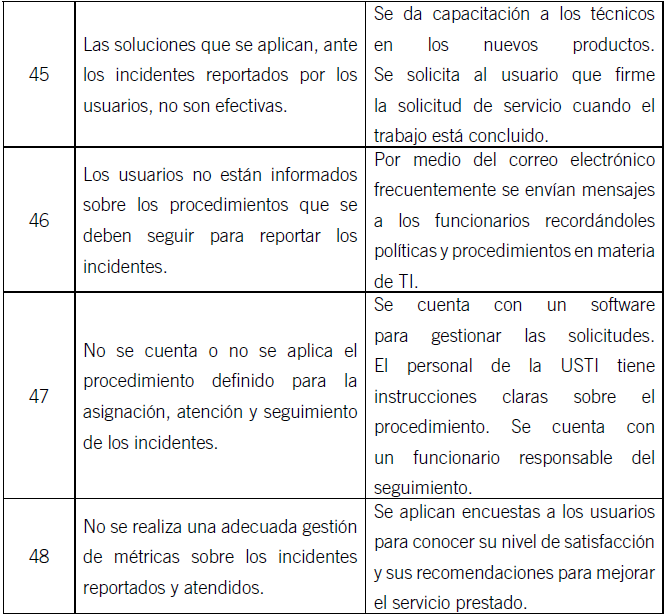 45
Las soluciones que se aplican, ante
los incidentes reportados por los
usuarios, no son efectivas.
Se da capacitación a los técnicos
en los nuevos productos.
Se solicita al usuario que firme
la solicitud de servicio cuando el
trabajo está concluido.
46
Los usuarios no están informados
sobre los procedimientos que se
deben seguir para reportar los
incidentes.
Por medio del correo electrónico
frecuentemente se envían mensajes
a los funcionarios recordándoles
políticas y procedimientos en materia
de TI.
47
No se cuenta o no se aplica el
procedimiento definido para la
asignación, atención y seguimiento
de los incidentes.
Se cuenta con un software
para gestionar las solicitudes.
El personal de la USTI tiene
instrucciones claras sobre el
procedimiento. Se cuenta con
un funcionario responsable del
seguimiento.
48
No se realiza una adecuada gestión
de métricas sobre los incidentes
reportados y atendidos.
Se aplican encuestas a los usuarios
para conocer su nivel de satisfacción
y sus recomendaciones para mejorar
el servicio prestado.